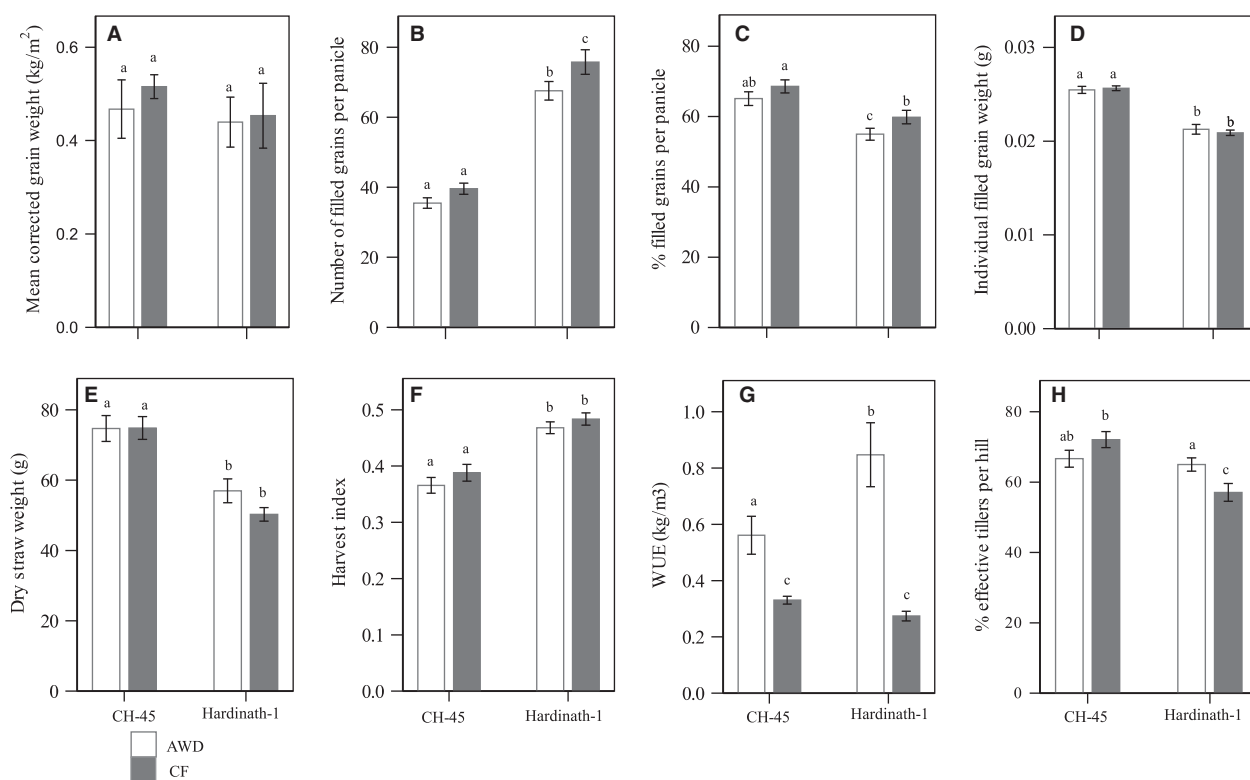 A
Mean corrected grain weight (kg/m²)
0.6
0.4
0.2
0.0
a
a
a
a
B
Number of filled grains per panicle
80
60
40
20
0
a
a
b
c
C
% filled grains per panicle
80
60
40
20
0
ab
a
c
b
D
Individual filled grain weight (g)
0.03
0.02
0.01
0.00
a
a
b
b
E
Dry straw weight (g)
80
60
40
20
0
a
a
b
b
CH-45
Hardinath-1
F
Harvest index
0.5
0.4
0.3
0.2
0.1
0.0
a
a
b
b
CH-45
Hardinath-1
G
WUE (kg/m3)
1.0
0.8
0.6
0.4
0.2
0.0
a
c
b
c
CH-45
Hardinath-1
H
% effective tillers per hill
80
60
40
20
0
ab
b
a
c
CH-45
Hardinath-1
AWD
CF